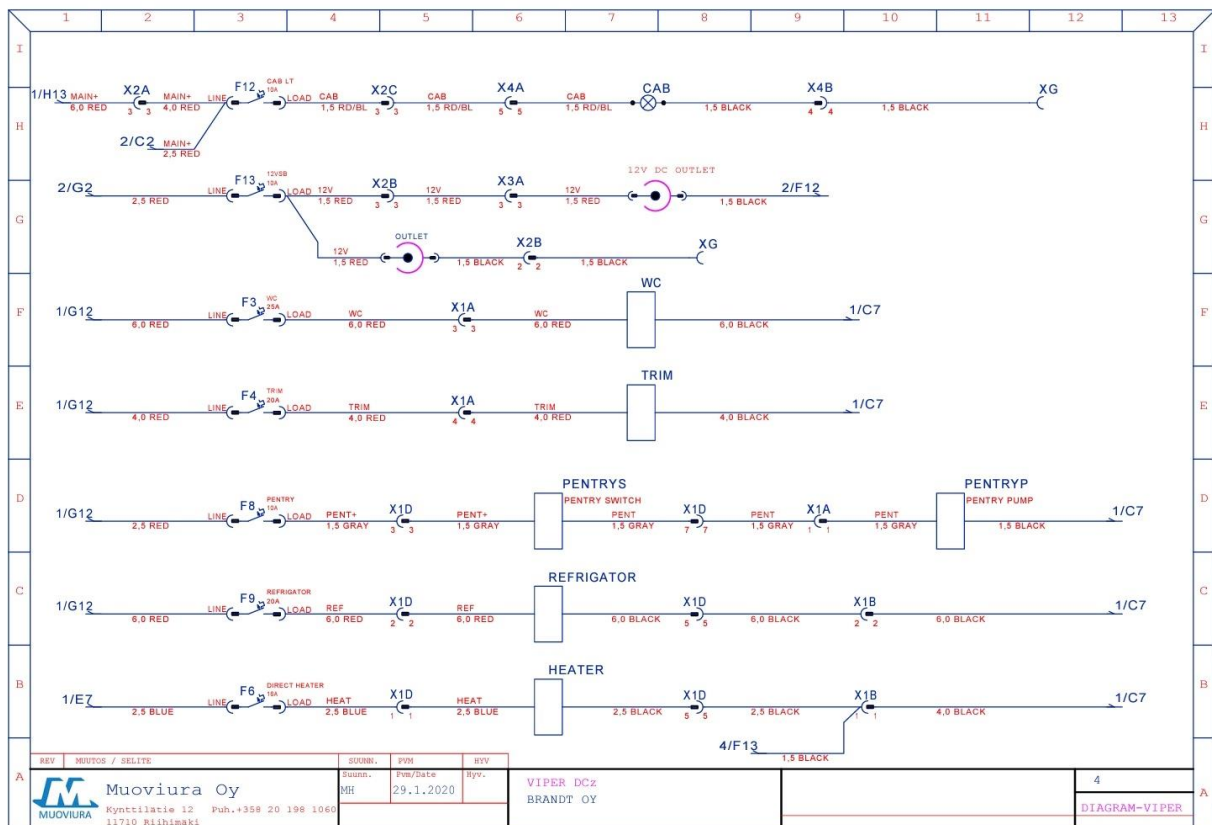 1 2 3 4 5 6 7 8 9 10 11 12 13
I I
1/H13 MAIN+ X2A MAIN+ F12 CAB LT CAB X2C CAB X4A CAB CAB X4B XG
6,0 RED 3 3 4,0 RED LINE 10A LOAD 1,5 RD/BL 3 3 1,5 RD/BL 5 5 1,5 RD/BL 1,5 BLACK 4 4 1,5 BLACK
H H
2/C2 MAIN+
2,5 RED
12V DC OUTLET
2/G2 F13 12VSB 12V X2B 12V X3A 12V 2/F12
2,5 RED LINE 10A LOAD 1,5 RED 3 3 1,5 RED 3 3 1,5 RED 1,5 BLACK
G G
OUTLET X2B XG
12V
1,5 RED 1,5 BLACK 2 2 1,5 BLACK
WC
1/G12 F3 WC WC X1A WC 1/C7
F F
6,0 RED LINE 25A LOAD 6,0 RED 3 3 6,0 RED 6,0 BLACK
TRIM
1/G12 F4 TRIM TRIM X1A TRIM 1/C7
E E
4,0 RED LINE 20A LOAD 4,0 RED 4 4 4,0 RED 4,0 BLACK
PENTRYS PENTRYP
D PENTRY SWITCH PENTRY PUMP D
1/G12 F8 PENTRY PENT+ X1D PENT+ PENT X1D PENT X1A PENT 1/C7
2,5 RED LINE 10A LOAD 1,5 GRAY 3 3 1,5 GRAY 1,5 GRAY 7 7 1,5 GRAY 1 1 1,5 GRAY 1,5 BLACK
REFRIGATOR
C C
1/G12 F9 REFRIGATOR REF X1D REF X1D X1B 1/C7
6,0 RED LINE 20A LOAD 6,0 RED 2 2 6,0 RED 6,0 BLACK 5 5 6,0 BLACK 2 2 6,0 BLACK
HEATER
B B
1/E7 F6 DIRECT HEATER HEAT X1D HEAT X1D X1B 1/C7
2,5 BLUE LINE LOAD 2,5 BLUE 1 1 2,5 BLUE 2,5 BLACK 5 5 2,5 BLACK 1 1 4,0 BLACK
4/F13
1,5 BLACK
REV MUUTOS / SELITE SUUNN. PVM HYV
A A
Suunn. Pvm/Date Hyv.
MH 29.1.2020
MUOVIURA
Muoviura Oy
Kynttilätie 12 Puh.+358 20 198 1060
11710 Riihimäki
VIPER DCz
BRANDT OY
4
DIAGRAM-VIPER